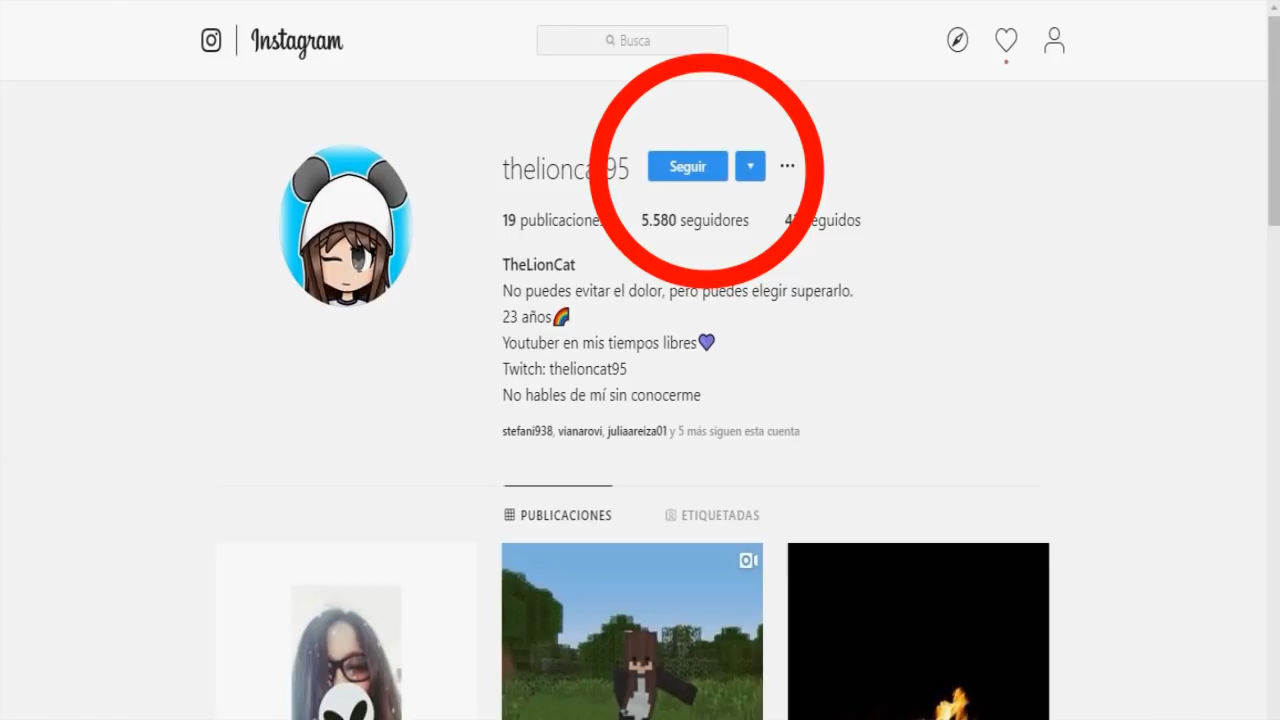 Instagram
Busca
thelioncat95 Seguir
19 publicaciones 5.580 seguidores seguidos
TheLionCat
No puedes evitar el dolor, pero puedes elegir superarlo.
23 años🌈
Youtuber en mis tiempos libres💜
Twitch: thelioncat95
No hables de mí sin conocerme
stefani938, vianarovi, juliaareiza01 y 5 más siguen esta cuenta
PUBLICACIONES ETIQUETADAS